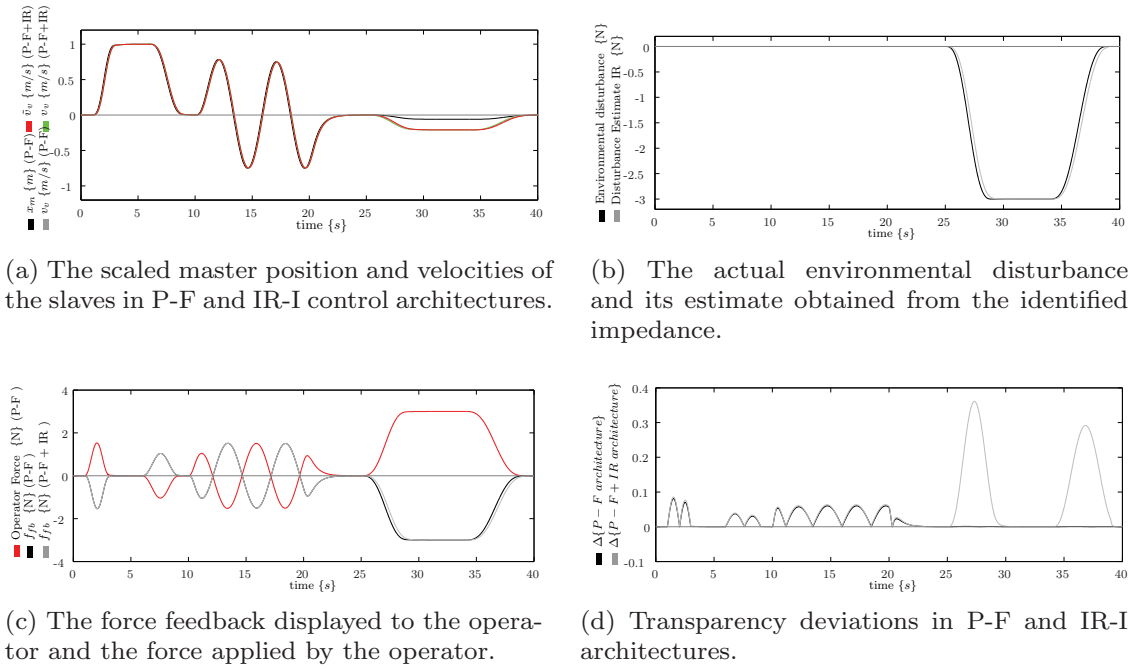 x_m {m} (P-F) ṽ_v {m/s} (P-F+IR)
v_v {m/s} (P-F) v_v {m/s} (P-F+IR)
1
0.5
0
-0.5
-1
0 5 10 15 20 25 30 35 40
time {s}
(a) The scaled master position and velocities of
the slaves in P-F and IR-I control architectures.
Environmental disturbance {N}
Disturbance Estimate IR {N}
0
-0.5
-1
-1.5
-2
-2.5
-3
0 5 10 15 20 25 30 35 40
time {s}
(b) The actual environmental disturbance
and its estimate obtained from the identified
impedance.
Operator Force {N} (P-F )
f_fb {N} (P-F )
f_fb {N} (P-F + IR )
4
2
0
-2
-4
0 5 10 15 20 25 30 35 40
time {s}
(c) The force feedback displayed to the opera-
tor and the force applied by the operator.
Δ{P − F architecture}
Δ{P − F + IR architecture}
0.4
0.3
0.2
0.1
0
-0.1
0 5 10 15 20 25 30 35 40
time {s}
(d) Transparency deviations in P-F and IR-I
architectures.